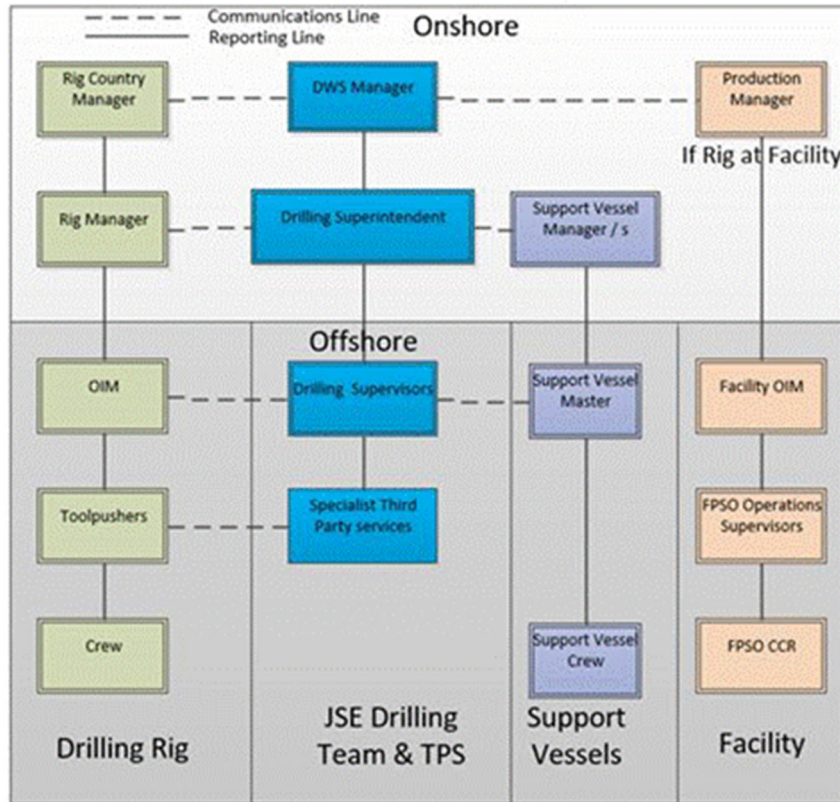 Communications Line
Reporting Line
Onshore
Rig Country
Manager
DWS Manager
Production
Manager
If Rig at Facility
Rig Manager
Drilling Superintendent
Support Vessel
Manager / s
Offshore
OIM
Drilling Supervisors
Support Vessel
Master
Facility OIM
Toolpushers
Specialist Third
Party services
FPSO Operations
Supervisors
Crew
Support Vessel
Crew
FPSO CCR
Drilling Rig
JSE Drilling
Team & TPS
Support
Vessels
Facility